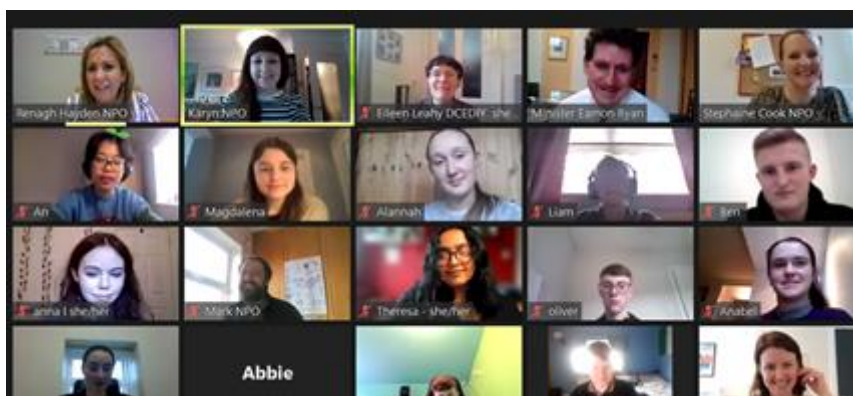 Renagh Hayden NPO
Karyn NPO
Eileen Leahy DCEDIY she
Minister Eamon Ryan
Stephaine Cook NPO
An
Magdalena
Alannah
Liam
Ben
anna I she/her
Mark NPO
Theresa - she/her
oliver
Anabel
Abbie